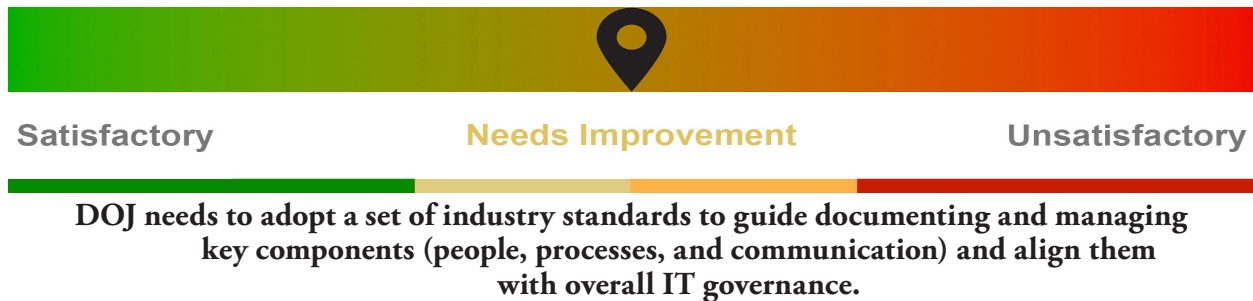 Satisfactory Needs Improvement Unsatisfactory
DOJ needs to adopt a set of industry standards to guide documenting and managing
key components (people, processes, and communication) and align them
with overall IT governance.